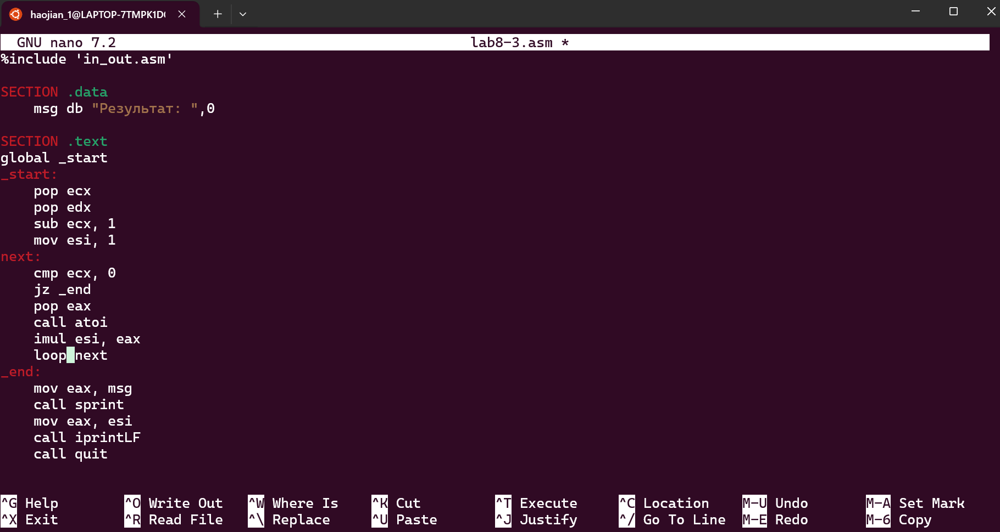 haojian_1@LAPTOP-7TMPK1D
GNU nano 7.2 lab8-3.asm *
%include 'in_out.asm'
SECTION .data
msg db "Результат: ",0
SECTION .text
global _start
_start:
pop ecx
pop edx
sub ecx, 1
mov esi, 1
next:
cmp ecx, 0
jz _end
pop eax
call atoi
imul esi, eax
loop next
_end:
mov eax, msg
call sprint
mov eax, esi
call iprintLF
call quit
^G Help ^O Write Out ^W Where Is ^K Cut ^T Execute ^C Location M-U Undo M-A Set Mark
^X Exit ^R Read File ^\ Replace ^U Paste ^J Justify ^/ Go To Line M-E Redo M-6 Copy